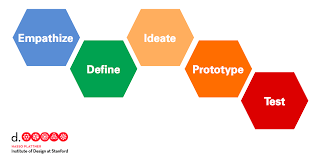 Empathize
Define
Ideate
Prototype
Test
d.
HASSO PLATTNER
Institute of Design at Stanford